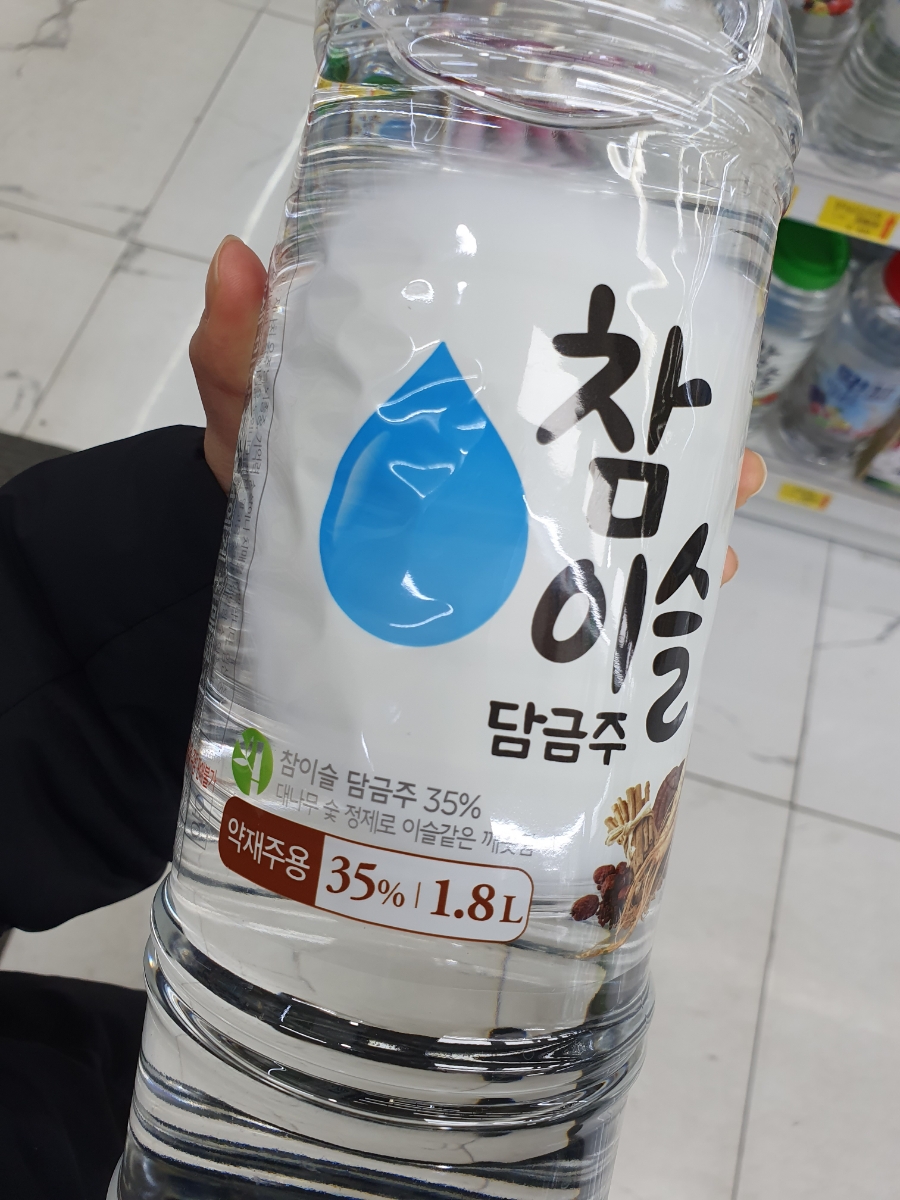 참
이슬
담금주
참이슬 담금주 35%
대나무 숯 정제로 이슬같은 깨끗함
약재주용 35% | 1.8L